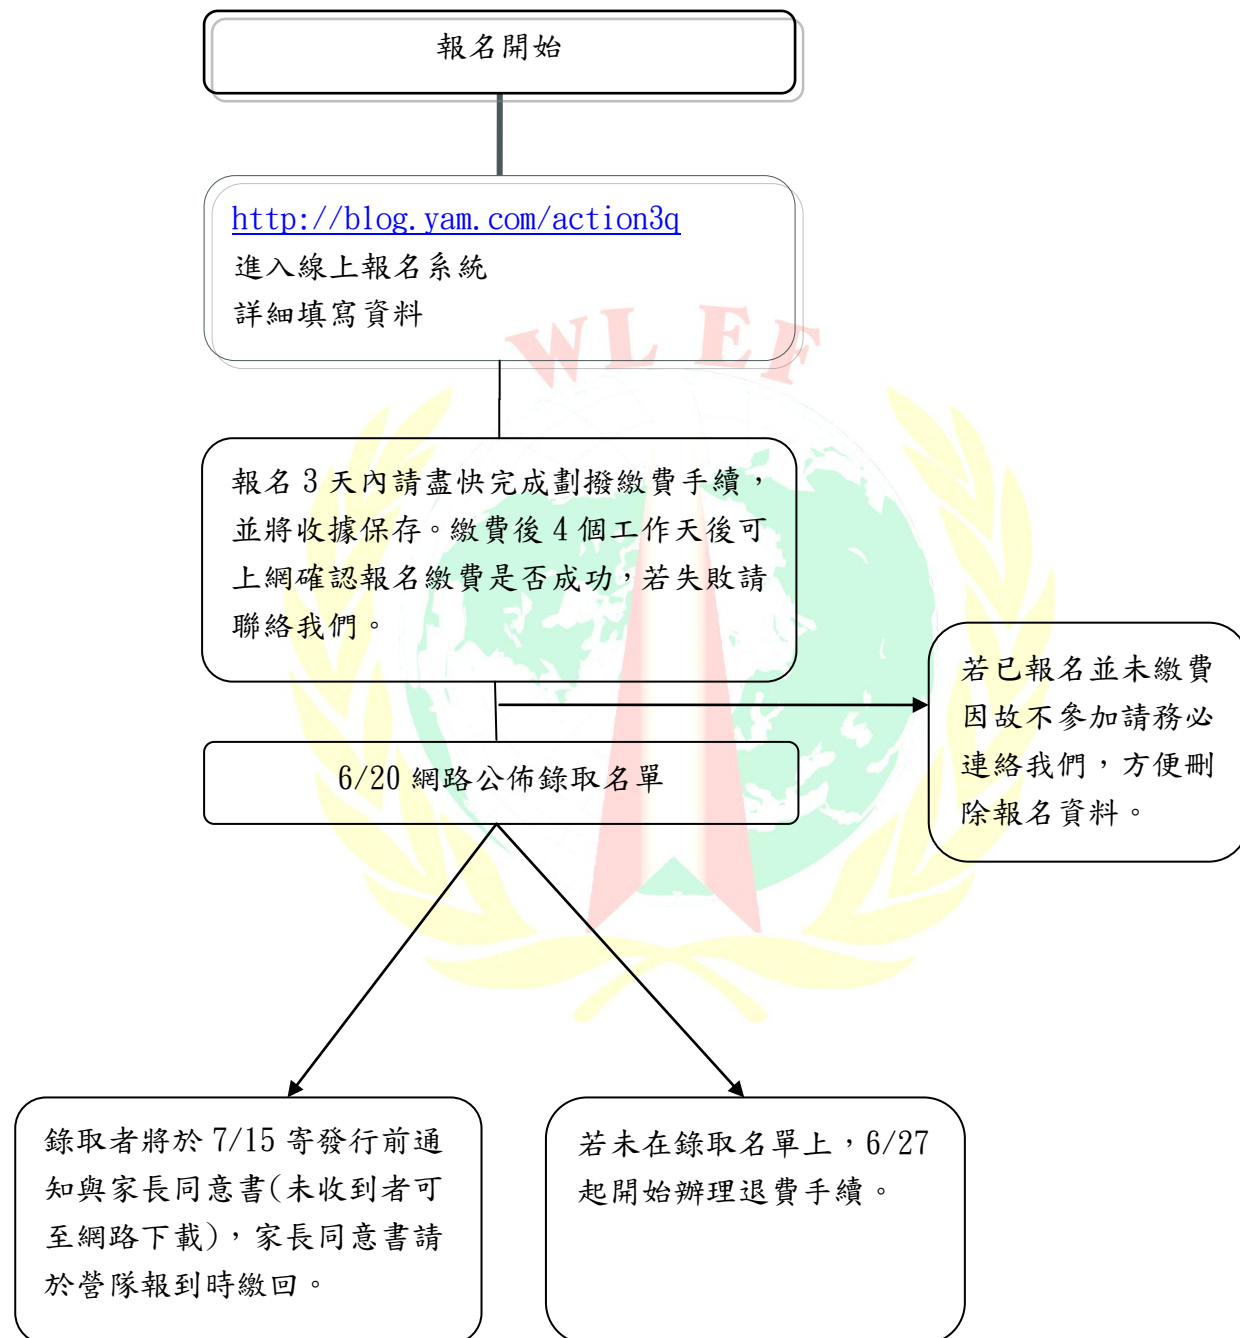 報名開始
http://blog.yam.com/action3q
進入線上報名系統
詳細填寫資料
WLEF
報名 3 天內請盡快完成劃撥繳費手續，
並將收據保存。繳費後 4 個工作天後可
上網確認報名繳費是否成功，若失敗請
聯絡我們。
若已報名並未繳費
因故不參加請務必
連絡我們，方便刪
除報名資料。
6/20 網路公佈錄取名單
錄取者將於 7/15 寄發行前通
知與家長同意書(未收到者可
至網路下載)，家長同意書請
於營隊報到時繳回。
若未在錄取名單上，6/27
起開始辦理退費手續。